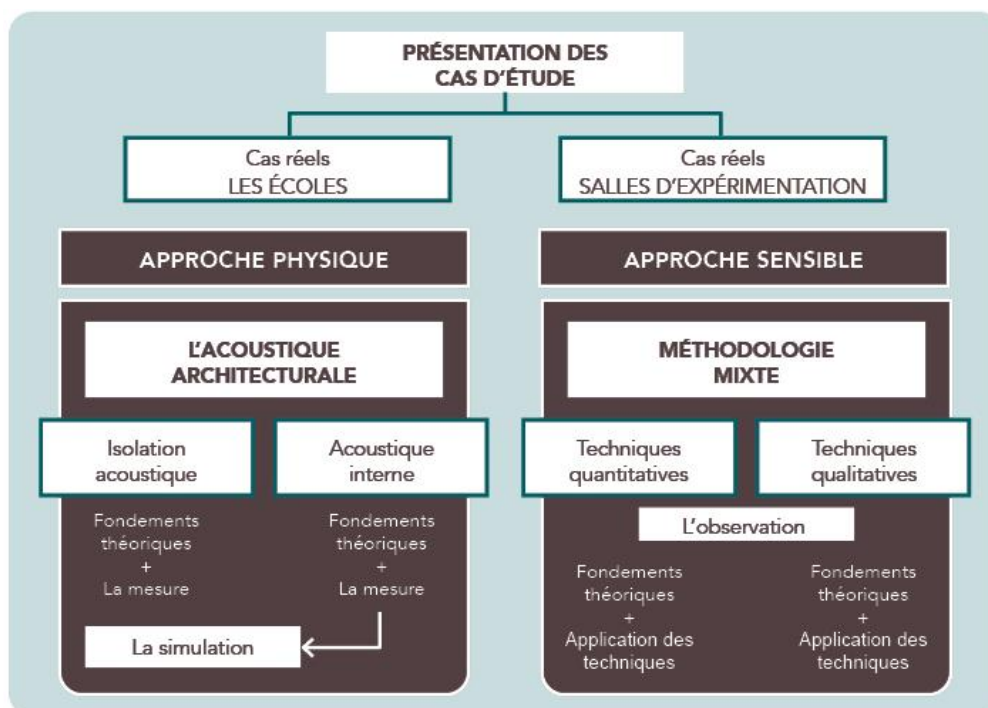 PRÉSENTATION DES
CAS D'ÉTUDE
Cas réels
LES ÉCOLES
Cas réels
SALLES D'EXPÉRIMENTATION
APPROCHE PHYSIQUE
L'ACOUSTIQUE
ARCHITECTURALE
Isolation
acoustique
Acoustique
interne
Fondements
théoriques
+
La mesure
Fondements
théoriques
+
La mesure
La simulation
APPROCHE SENSIBLE
MÉTHODOLOGIE
MIXTE
Techniques
quantitatives
Techniques
qualitatives
L'observation
Fondements
théoriques
+
Application des
techniques
Fondements
théoriques
+
Application des
techniques